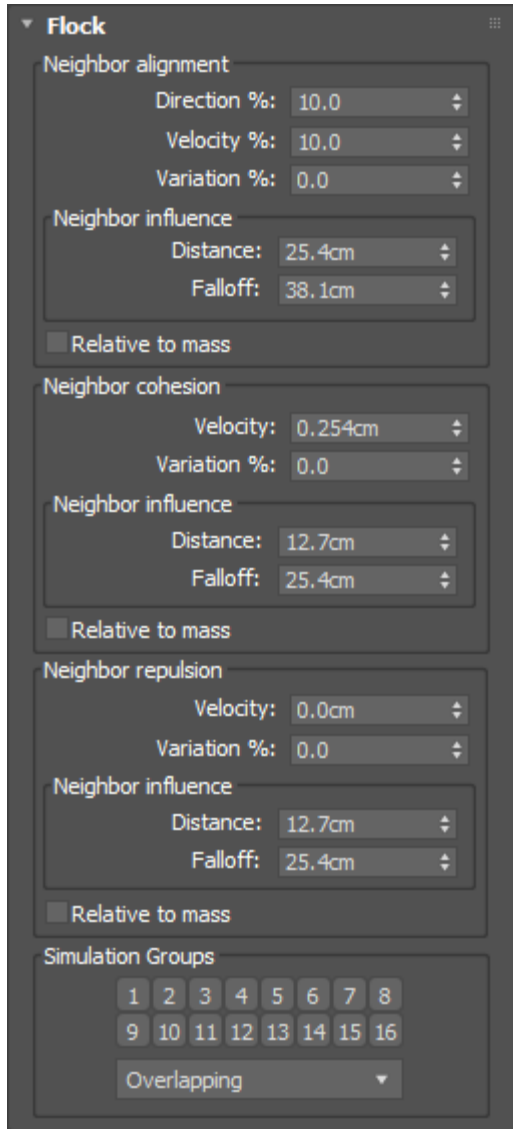 Flock
Neighbor alignment
Direction %: 10.0
Velocity %: 10.0
Variation %: 0.0
Neighbor influence
Distance: 25.4cm
Falloff: 38.1cm
Relative to mass
Neighbor cohesion
Velocity: 0.254cm
Variation %: 0.0
Neighbor influence
Distance: 12.7cm
Falloff: 25.4cm
Relative to mass
Neighbor repulsion
Velocity: 0.0cm
Variation %: 0.0
Neighbor influence
Distance: 12.7cm
Falloff: 25.4cm
Relative to mass
Simulation Groups
1 2 3 4 5 6 7 8
9 10 11 12 13 14 15 16
Overlapping